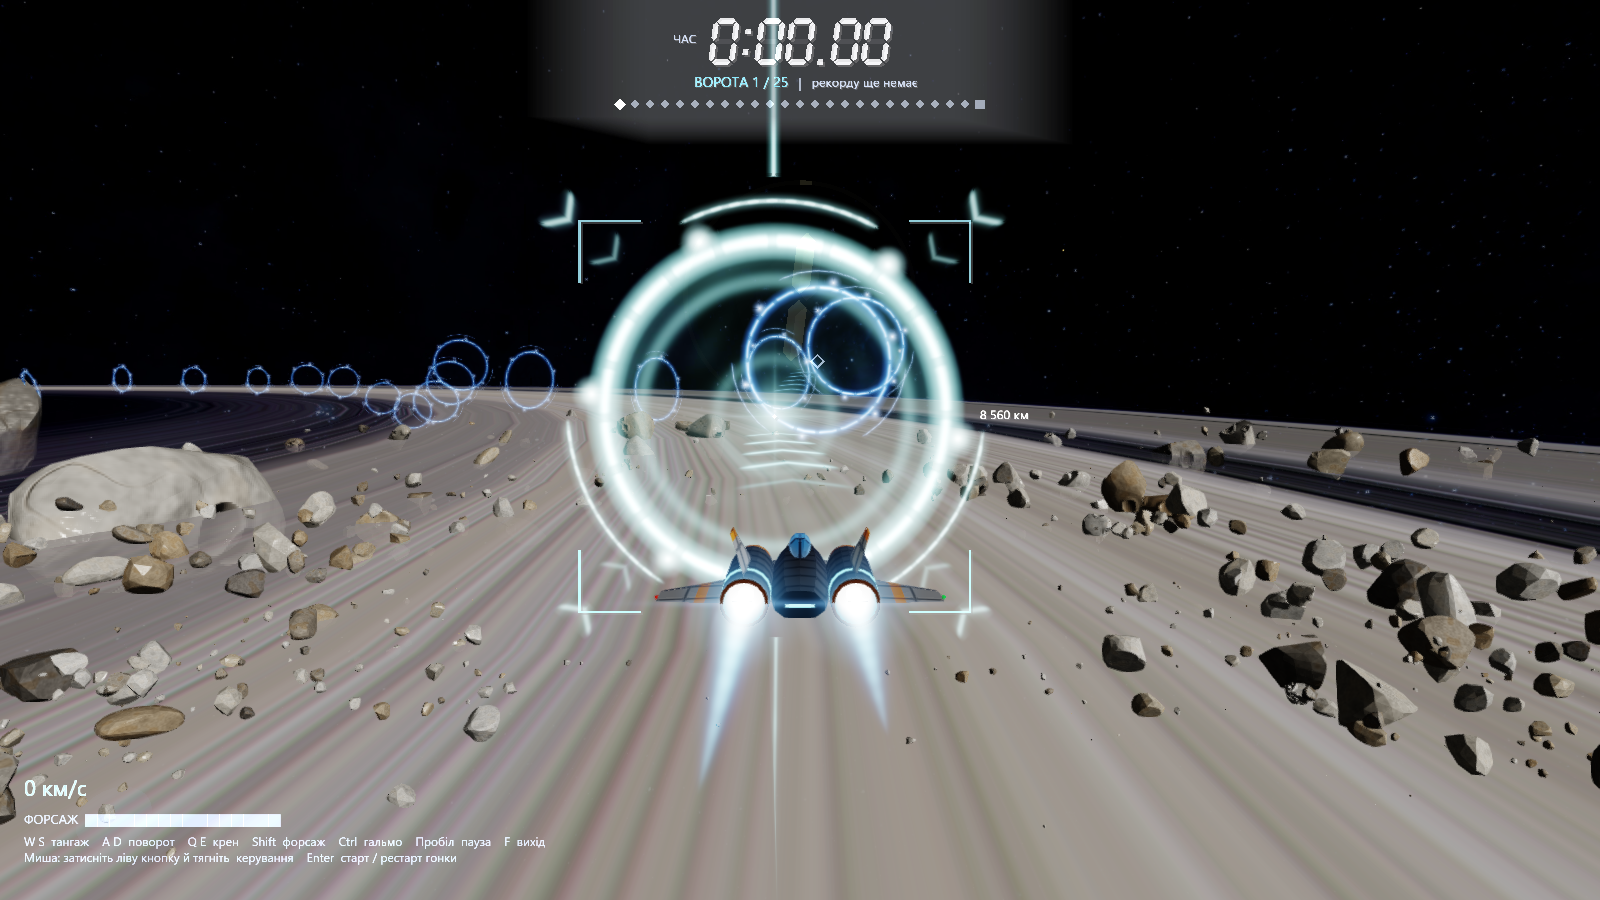 ЧАС 0:00.00
ВОРОТА 1 / 25 | рекорду ще немає
8 560 км
0 км/с
ФОРСАЖ
W S тангаж A D поворот Q E крен Shift форсаж Ctrl гальмо Пробіл пауза F вихід
Миша: затисніть ліву кнопку й тягніть керування Enter старт / рестарт гонки